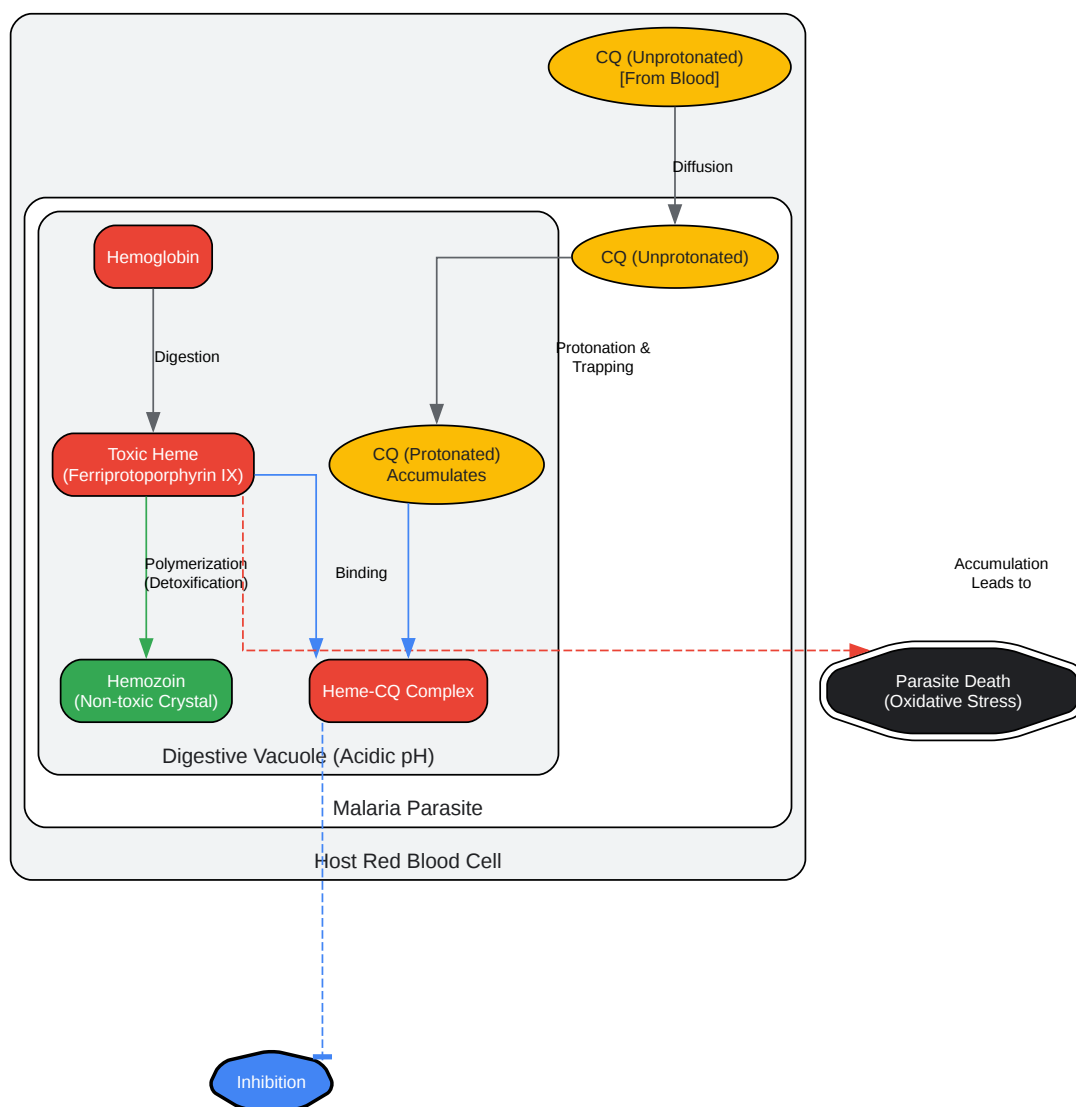 CQ (Unprotonated)
[From Blood]
Diffusion
Hemoglobin
CQ (Unprotonated)
Digestion
Protonation &
Trapping
Toxic Heme
(Ferriprotoporphyrin IX)
CQ (Protonated)
Accumulates
Polymerization
(Detoxification)
Binding
Accumulation
Leads to
Hemozoin
(Non-toxic Crystal)
Heme-CQ Complex
Parasite Death
(Oxidative Stress)
Digestive Vacuole (Acidic pH)
Malaria Parasite
Host Red Blood Cell
Inhibition